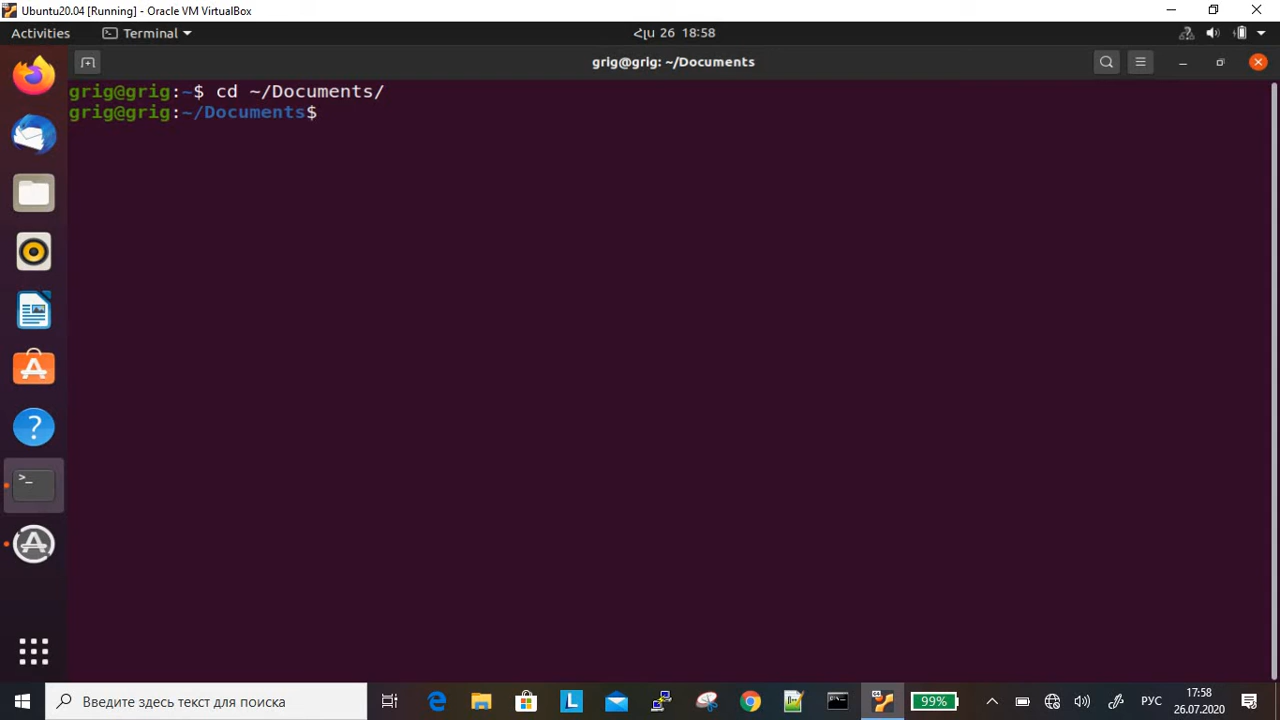 Ubuntu20.04 [Running] - Oracle VM VirtualBox
Activities
Terminal
Հլս 26 18:58
grig@grig: ~/Documents
grig@grig:~$ cd ~/Documents/
grig@grig:~/Documents$
Введите здесь текст для поиска
99%
РУС
17:58
26.07.2020